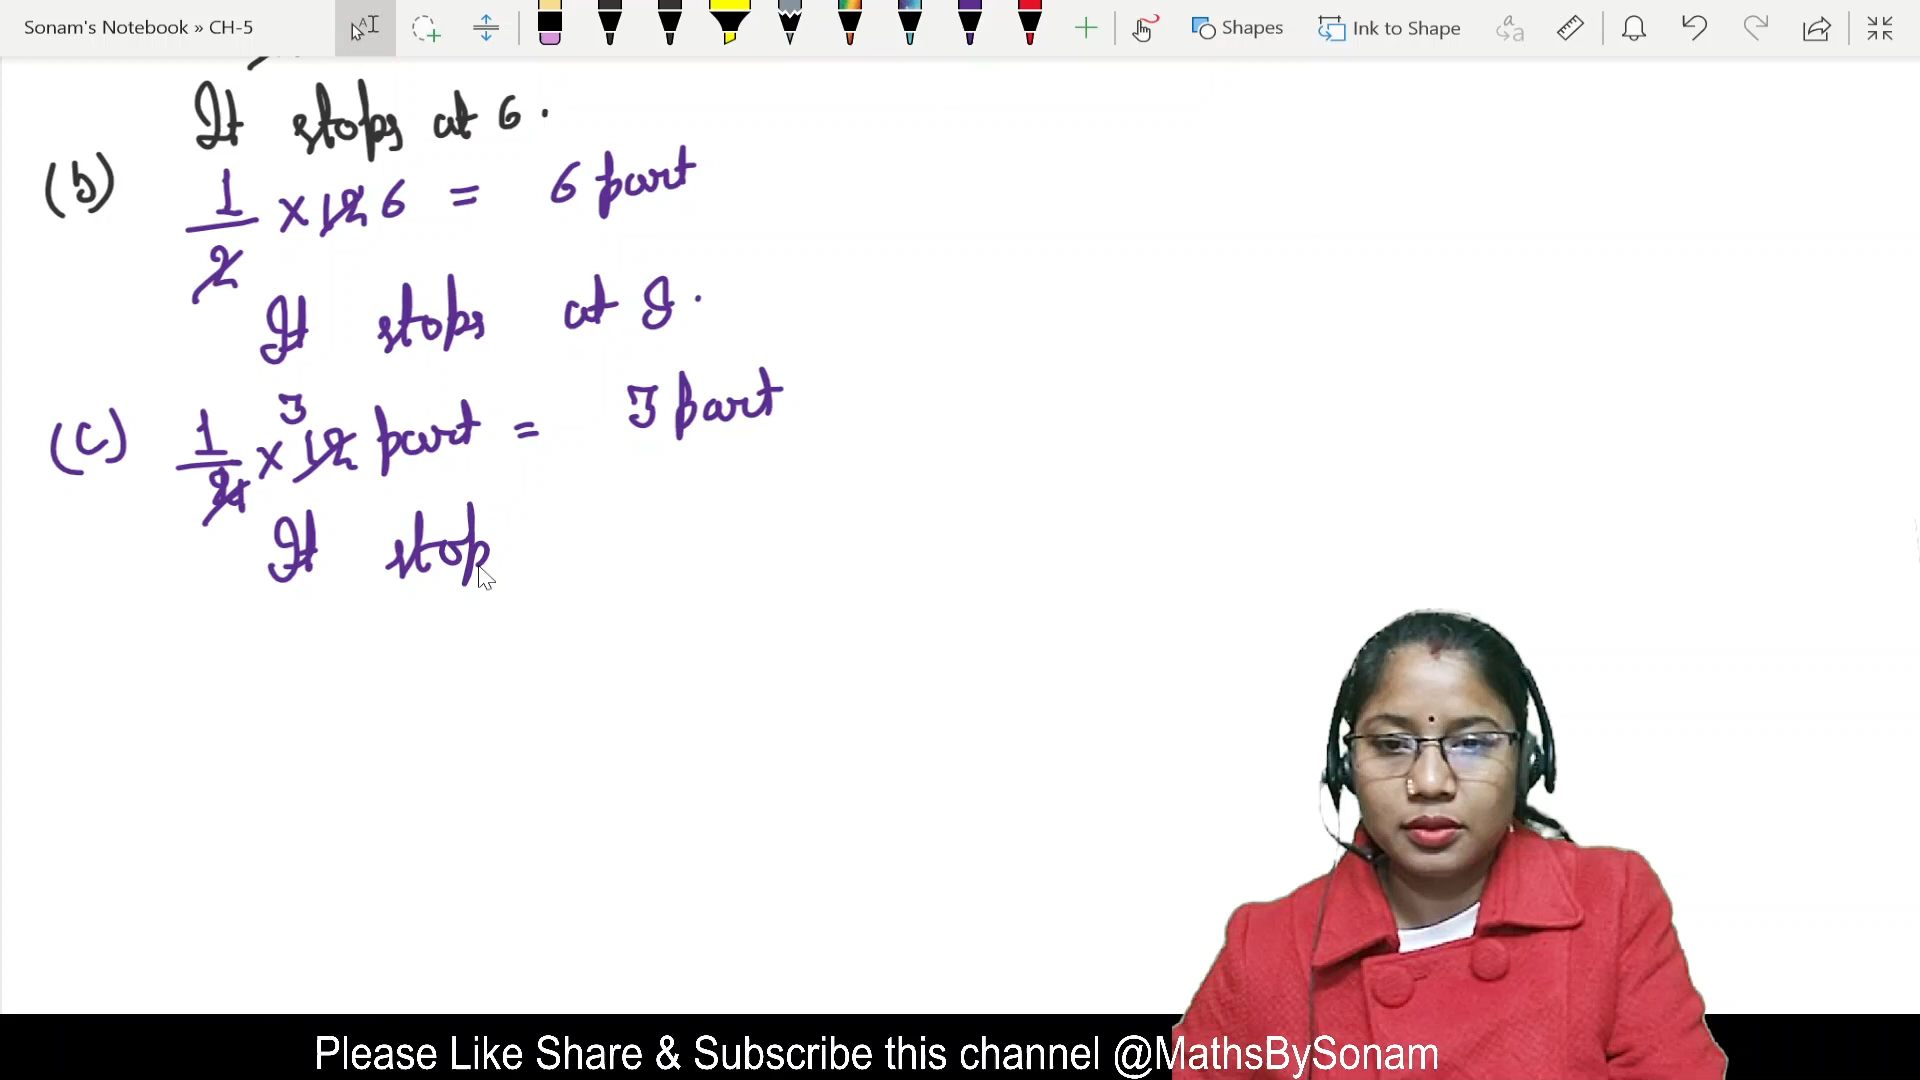 Sonam's Notebook » CH-5
Shapes
Ink to Shape
It stops at 6.
(b) 1/2 × 12 6 = 6 part
It stops at 8.
(c) 1/4 × 12 3 part = 3 part
It stop
Please Like Share & Subscribe this channel @MathsBySonam